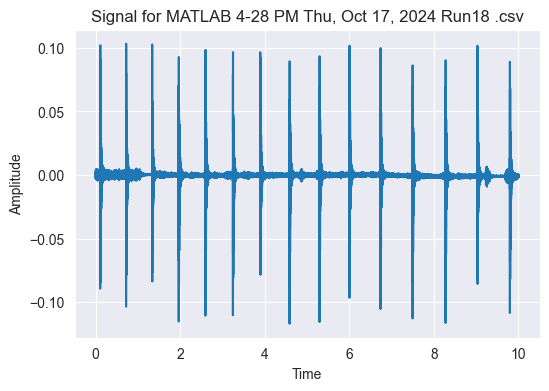 Signal for MATLAB 4-28 PM Thu, Oct 17, 2024 Run18 .csv
0.10
0.05
0.00
−0.05
−0.10
Amplitude
0 2 4 6 8 10
Time